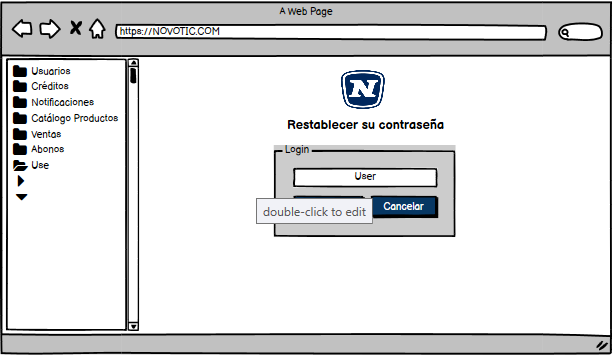 A Web Page
https://NOVOTIC.COM
Usuarios
Créditos
Notificaciones
Catálogo Productos
Ventas
Abonos
Use
N
Restablecer su contraseña
Login
User
double-click to edit
Cancelar